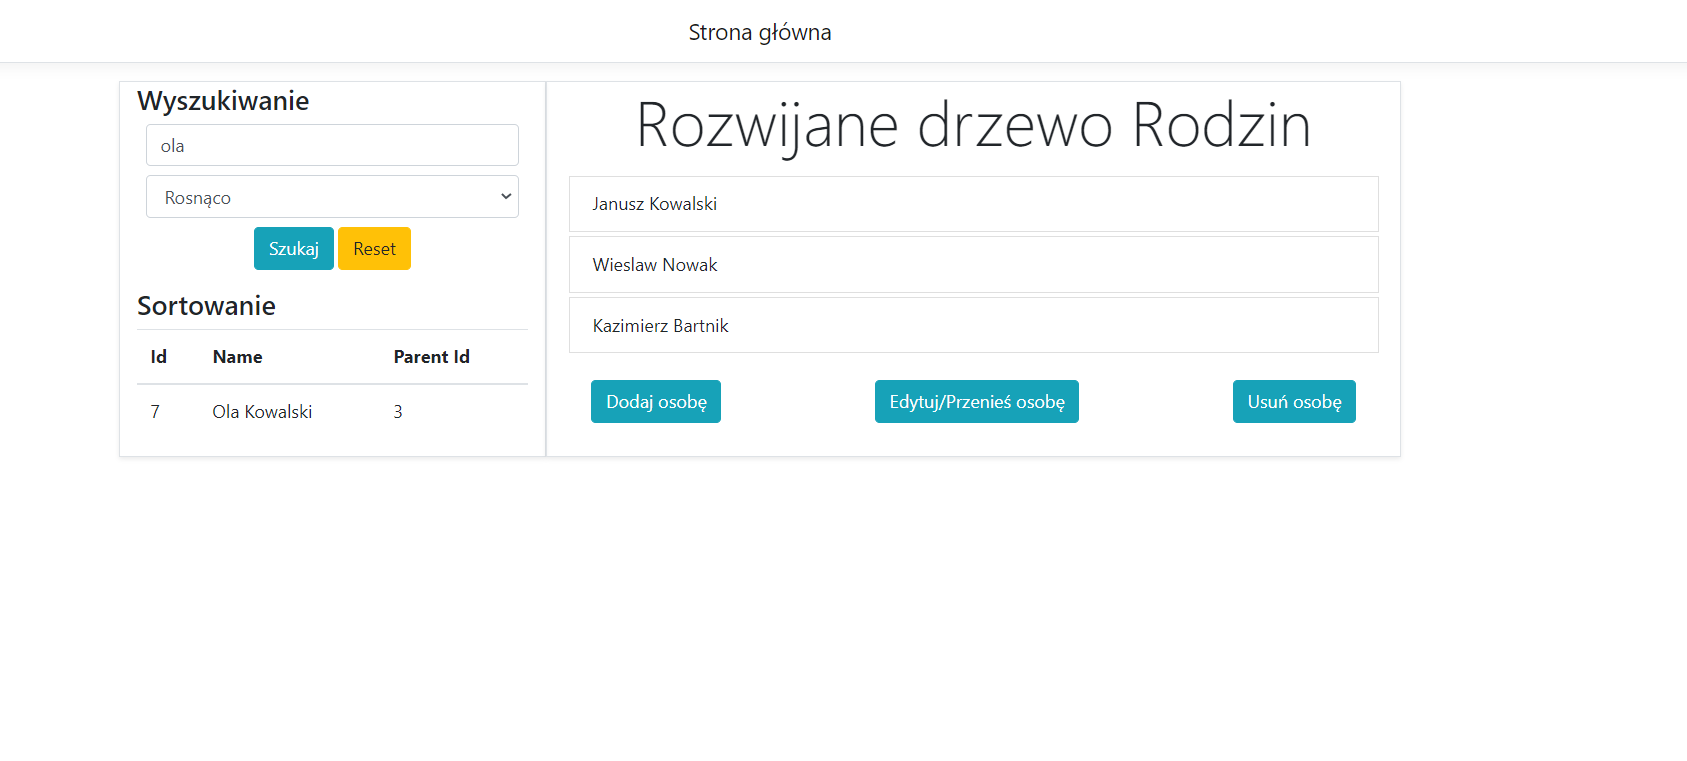 Strona główna
Wyszukiwanie
ola
Rosnąco
Szukaj Reset
Sortowanie
Id Name Parent Id
7 Ola Kowalski 3
Rozwijane drzewo Rodzin
Janusz Kowalski
Wieslaw Nowak
Kazimierz Bartnik
Dodaj osobę Edytuj/Przenieś osobę Usuń osobę